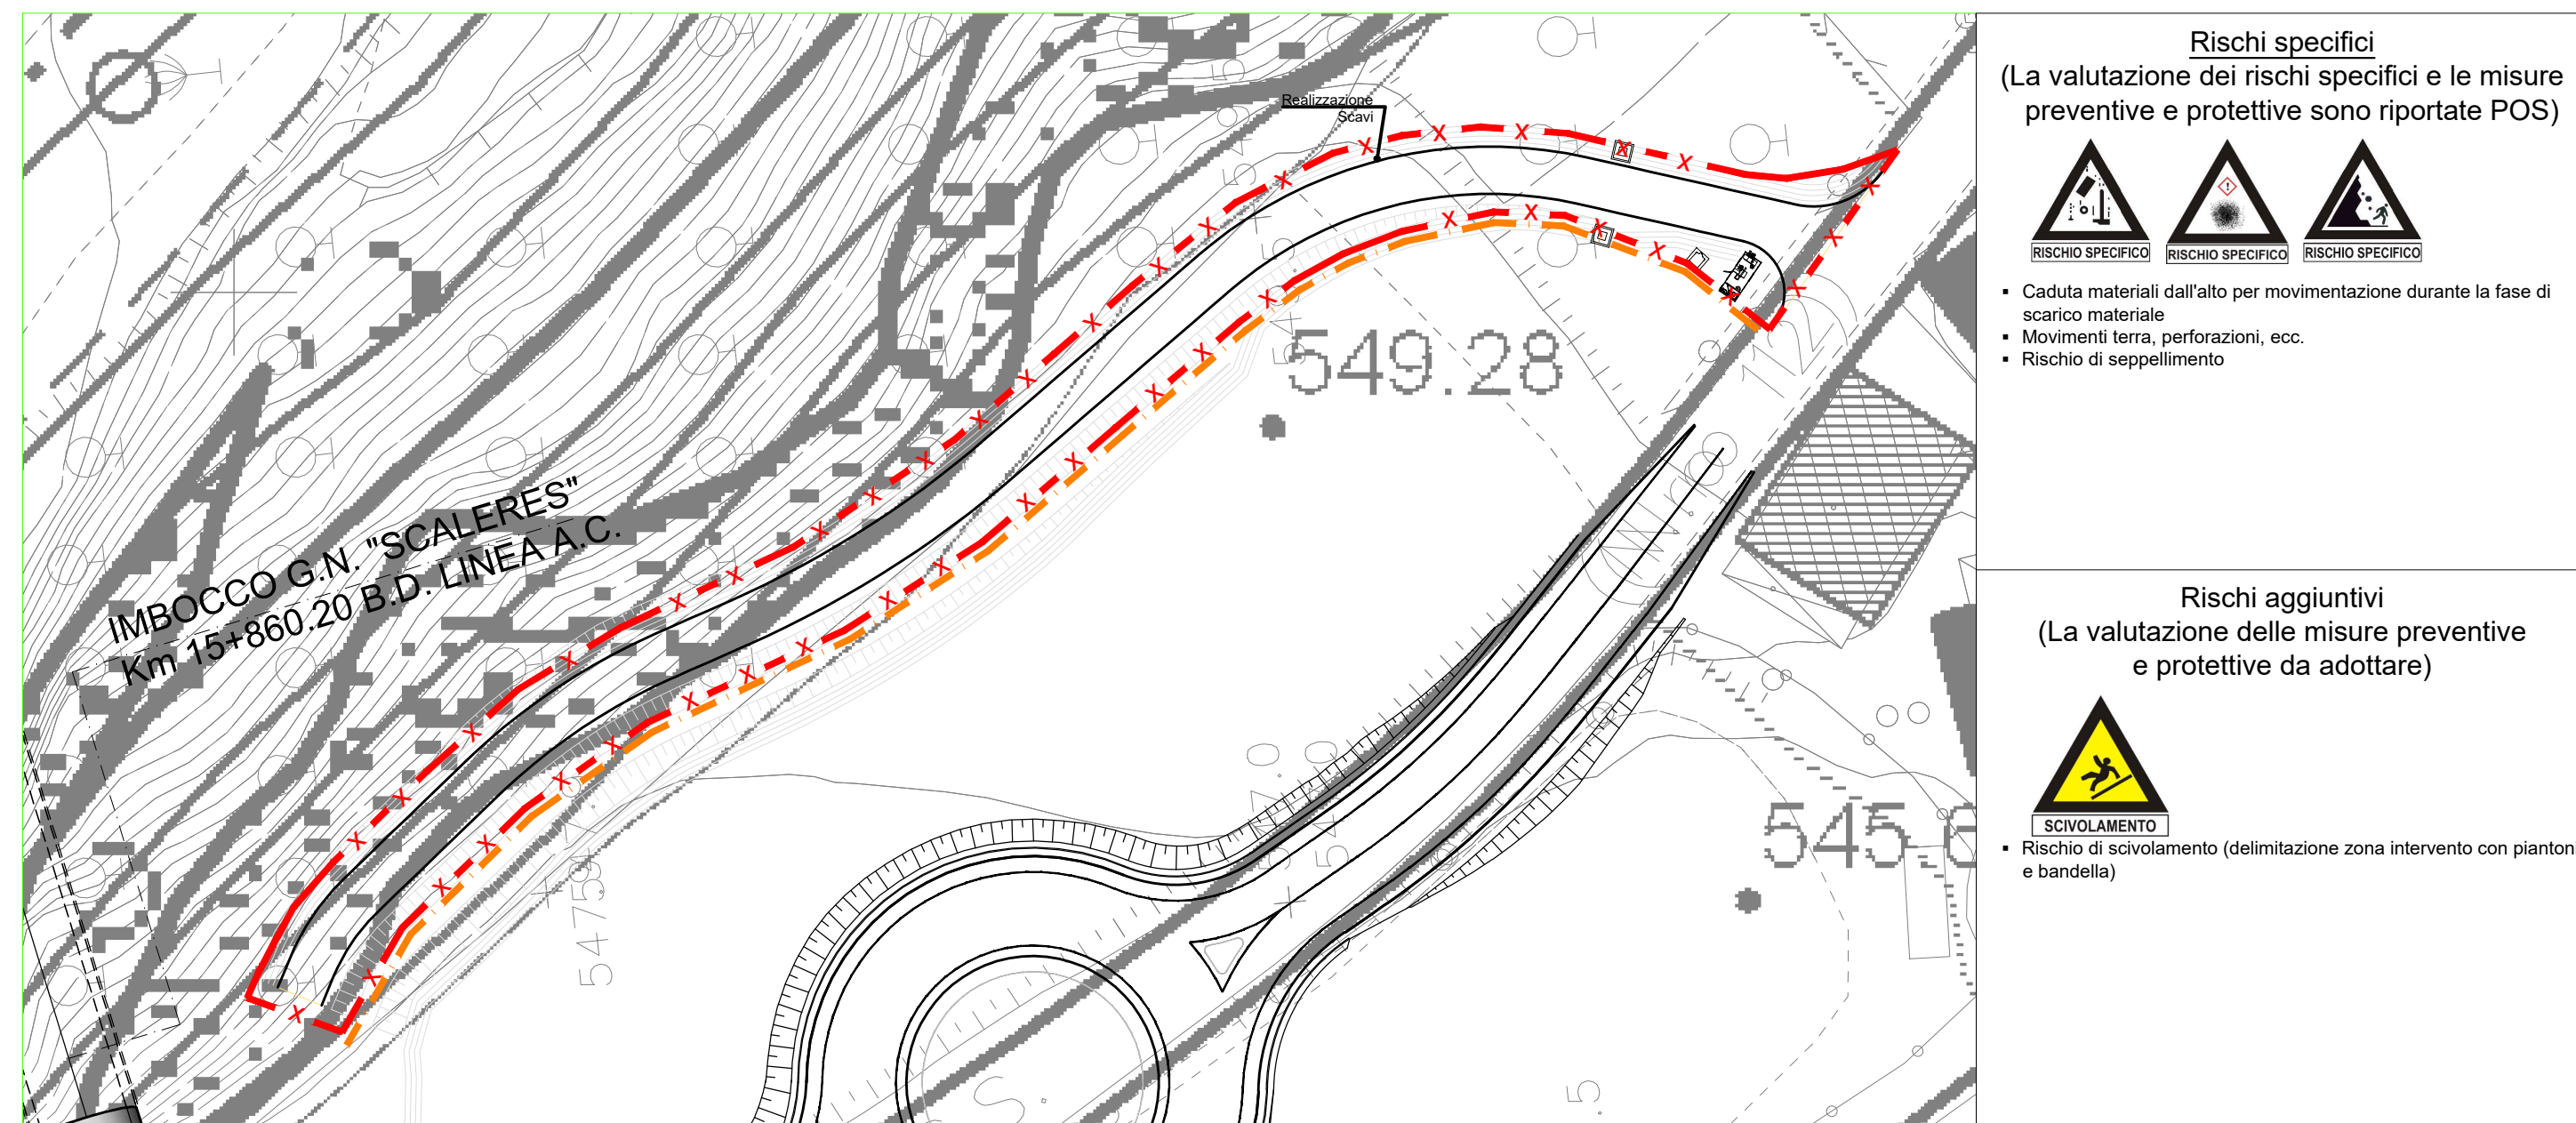 Realizzazione
Scavi
549.28
IMBOCCO G.N. "SCALERES"
Km 15+860.20 B.D. LINEA A.C.
Rischi specifici
(La valutazione dei rischi specifici e le misure
preventive e protettive sono riportate POS)
RISCHIO SPECIFICO
RISCHIO SPECIFICO
RISCHIO SPECIFICO
▪ Caduta materiali dall'alto per movimentazione durante la fase di
scarico materiale
▪ Movimenti terra, perforazioni, ecc.
▪ Rischio di seppellimento
Rischi aggiuntivi
(La valutazione delle misure preventive
e protettive da adottare)
SCIVOLAMENTO
▪ Rischio di scivolamento (delimitazione zona intervento con pianton
e bandella)